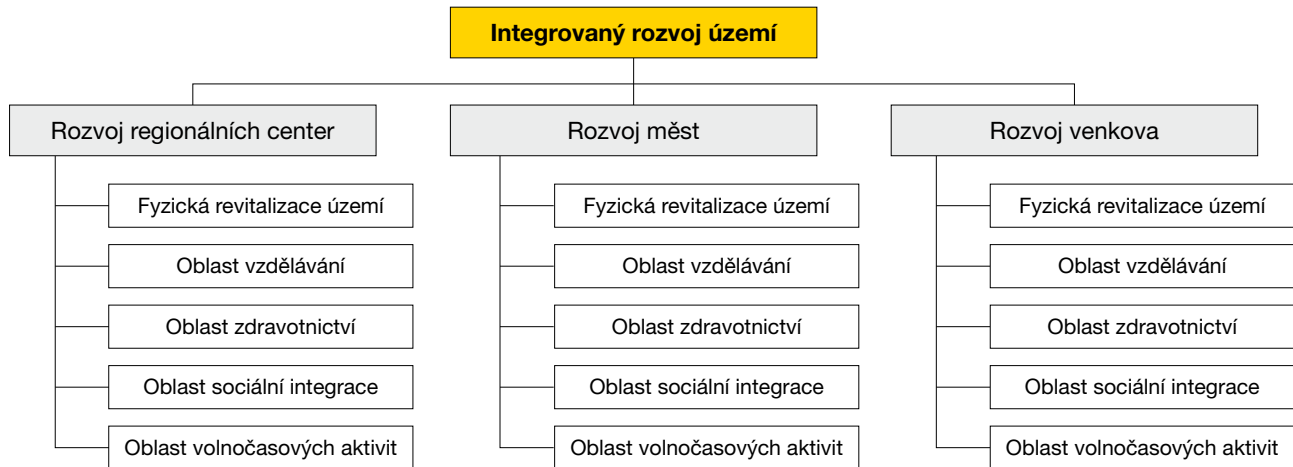 Integrovaný rozvoj území
Rozvoj regionálních center
Fyzická revitalizace území
Oblast vzdělávání
Oblast zdravotnictví
Oblast sociální integrace
Oblast volnočasových aktivit
Rozvoj měst
Fyzická revitalizace území
Oblast vzdělávání
Oblast zdravotnictví
Oblast sociální integrace
Oblast volnočasových aktivit
Rozvoj venkova
Fyzická revitalizace území
Oblast vzdělávání
Oblast zdravotnictví
Oblast sociální integrace
Oblast volnočasových aktivit